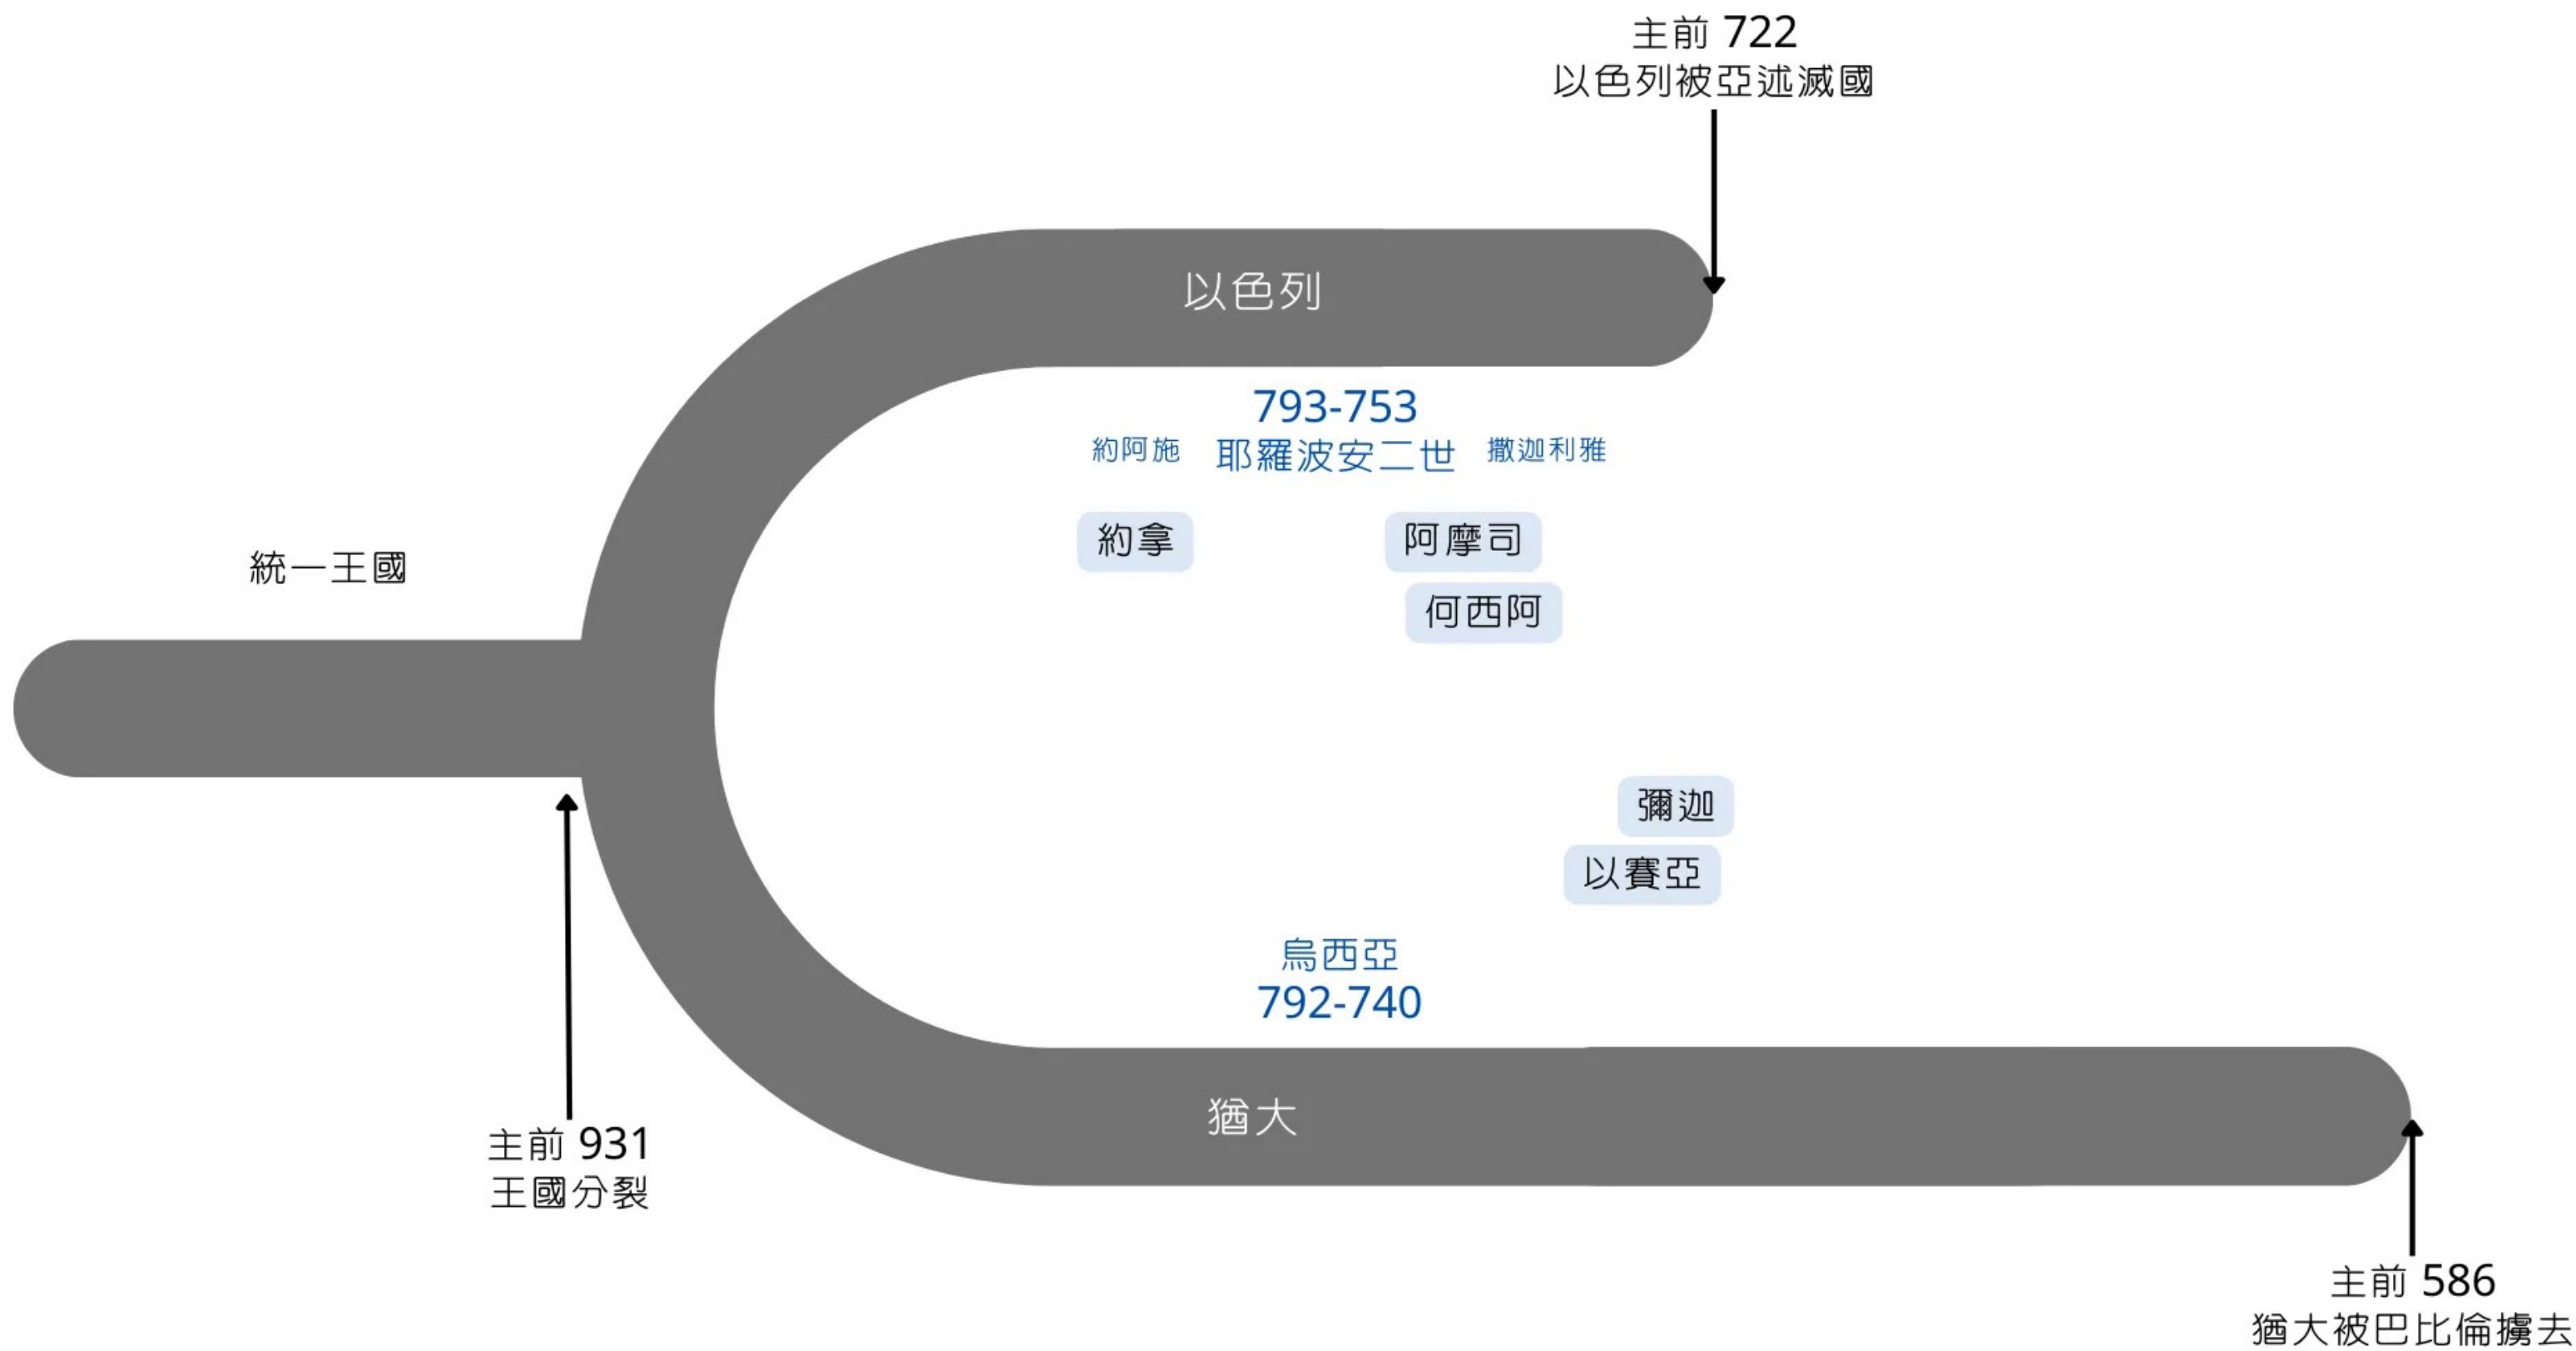 主前 722
以色列被亞述滅國
以色列
793-753
約阿施 耶羅波安二世 撒迦利雅
約拿 阿摩司
何西阿
統一王國
彌迦
以賽亞
烏西亞
792-740
猶大
主前 931
王國分裂
主前 586
猶大被巴比倫擄去